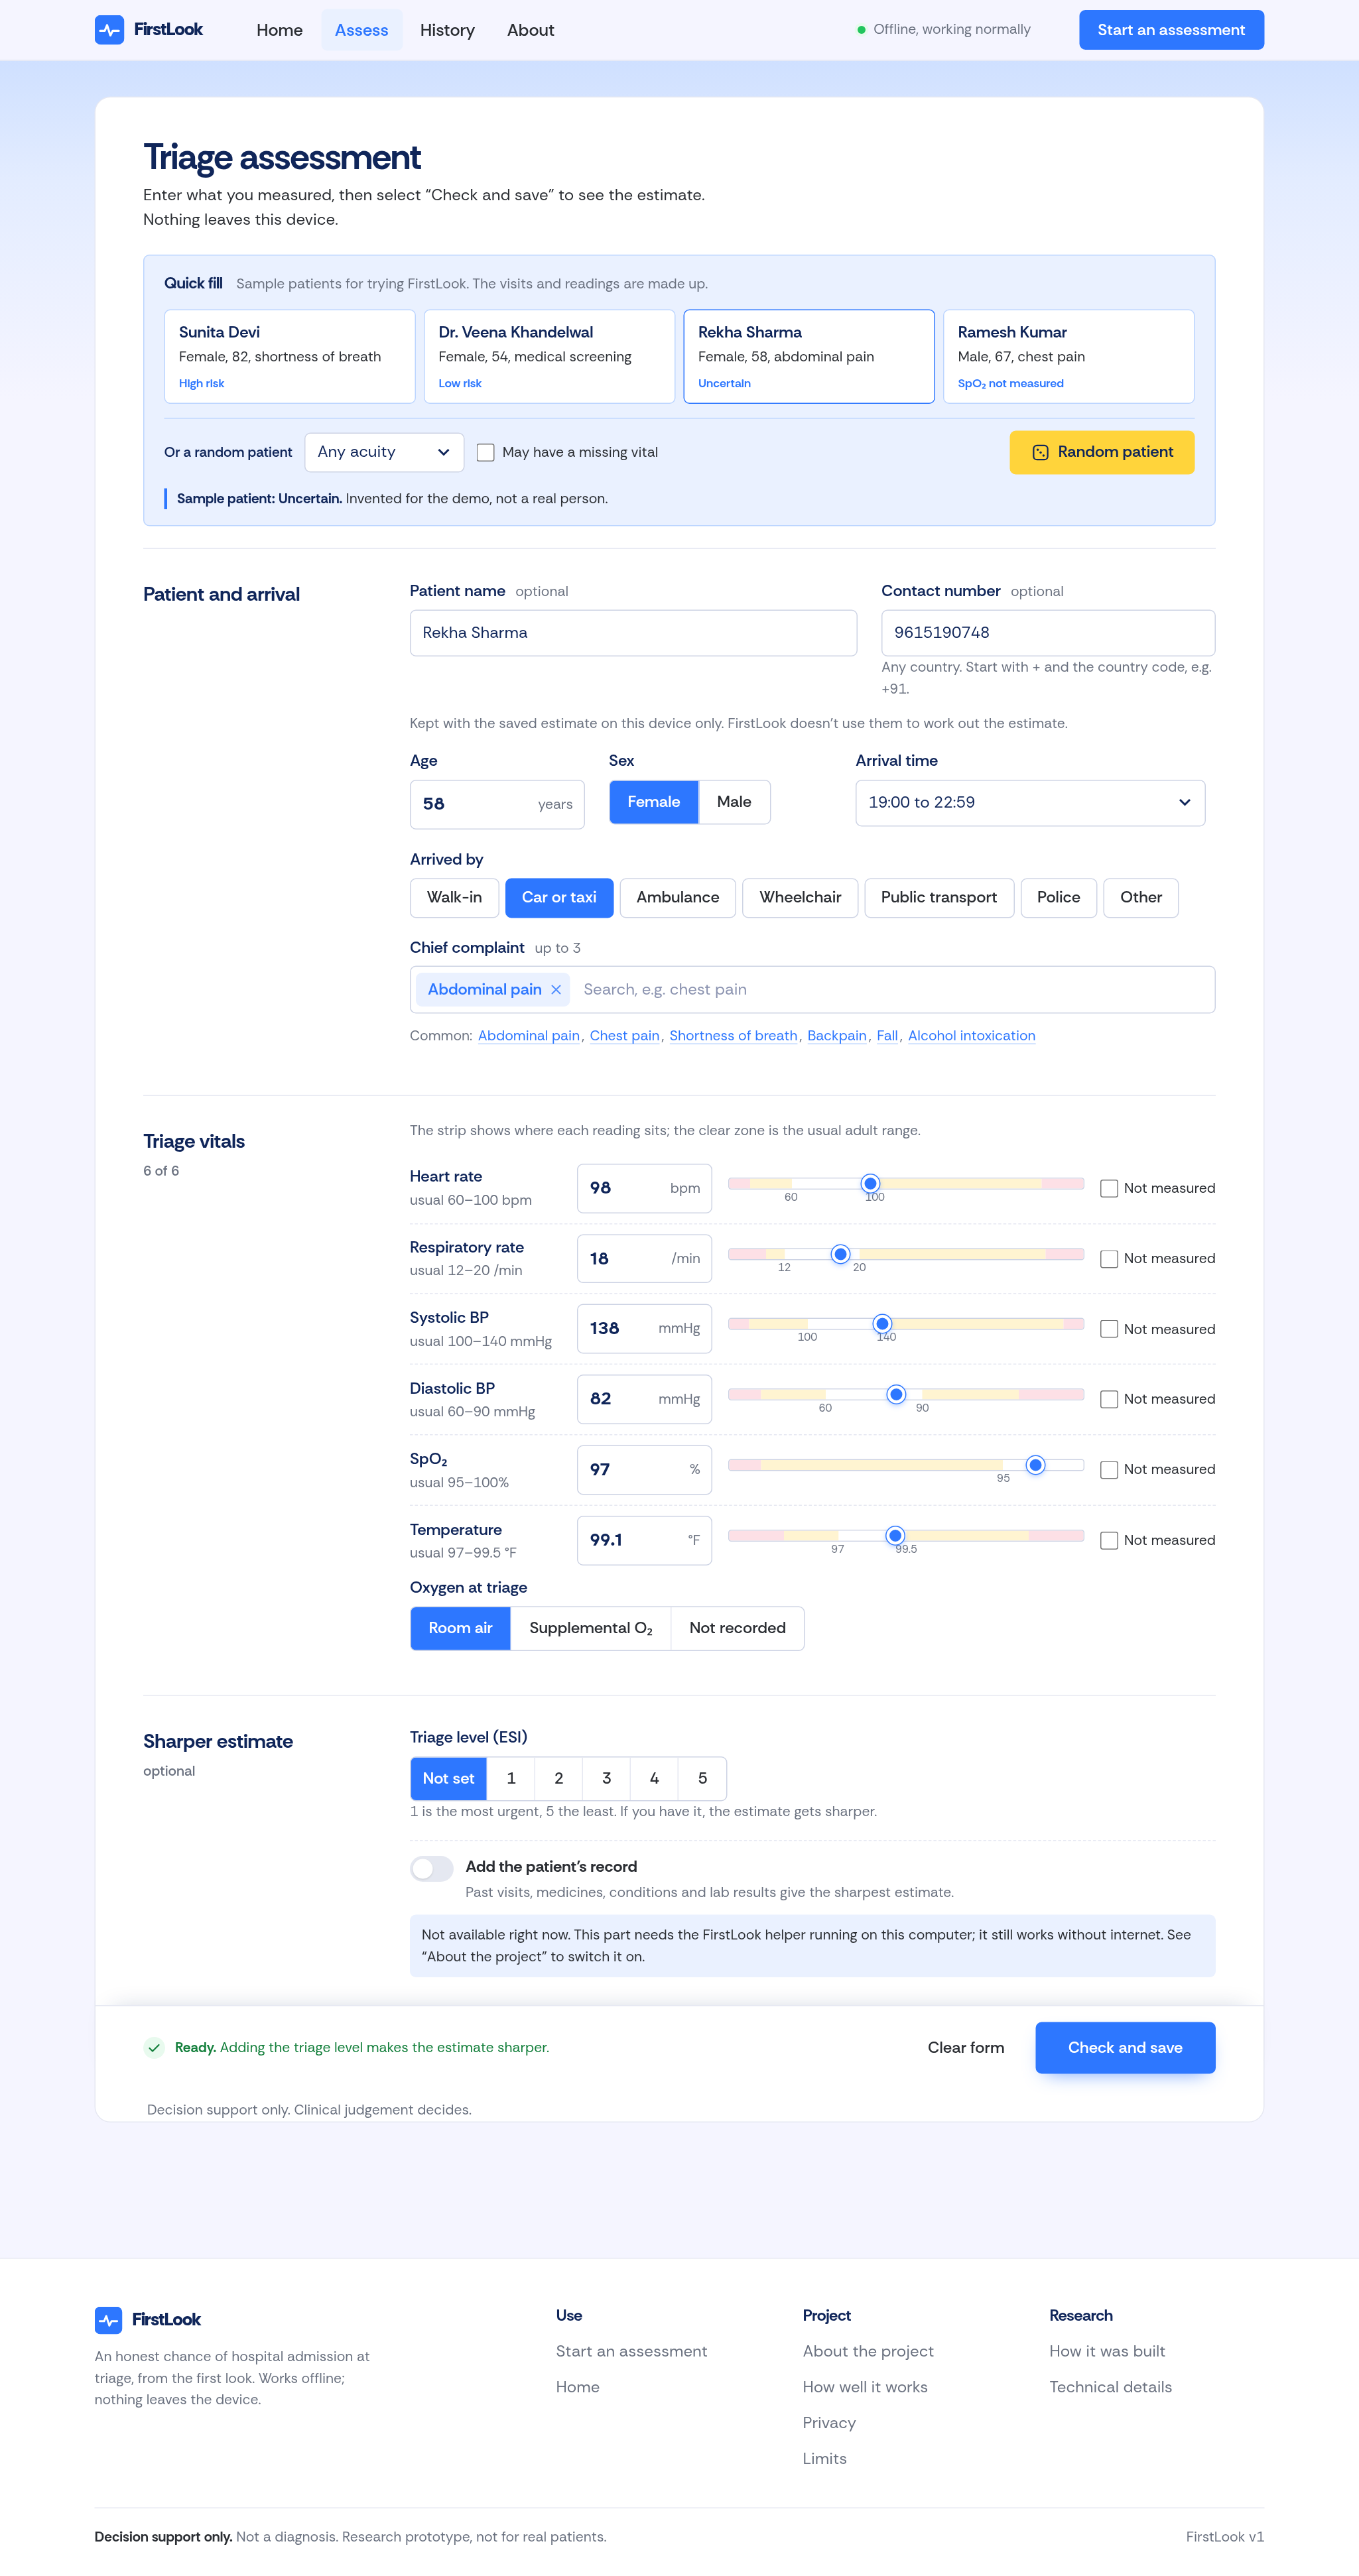 FirstLook
Home
Assess
History
About
Offline, working normally
Start an assessment
Triage assessment
Enter what you measured, then select “Check and save” to see the estimate.
Nothing leaves this device.
Quick fill Sample patients for trying FirstLook. The visits and readings are made up.
Sunita Devi
Female, 82, shortness of breath
High risk
Dr. Veena Khandelwal
Female, 54, medical screening
Low risk
Rekha Sharma
Female, 58, abdominal pain
Uncertain
Ramesh Kumar
Male, 67, chest pain
SpO₂ not measured
Or a random patient
Any acuity
May have a missing vital
Random patient
Sample patient: Uncertain. Invented for the demo, not a real person.
Patient and arrival
Patient name optional
Rekha Sharma
Contact number optional
9615190748
Any country. Start with + and the country code, e.g.
+91.
Kept with the saved estimate on this device only. FirstLook doesn’t use them to work out the estimate.
Age
58 years
Sex
Female
Male
Arrival time
19:00 to 22:59
Arrived by
Walk-in
Car or taxi
Ambulance
Wheelchair
Public transport
Police
Other
Chief complaint up to 3
Abdominal pain ×
Search, e.g. chest pain
Common: Abdominal pain, Chest pain, Shortness of breath, Backpain, Fall, Alcohol intoxication
Triage vitals
6 of 6
The strip shows where each reading sits; the clear zone is the usual adult range.
Heart rate
usual 60–100 bpm
98 bpm
60 100
Not measured
Respiratory rate
usual 12–20 /min
18 /min
12 20
Not measured
Systolic BP
usual 100–140 mmHg
138 mmHg
100 140
Not measured
Diastolic BP
usual 60–90 mmHg
82 mmHg
60 90
Not measured
SpO₂
usual 95–100%
97 %
95
Not measured
Temperature
usual 97–99.5 °F
99.1 °F
97 99.5
Not measured
Oxygen at triage
Room air
Supplemental O₂
Not recorded
Sharper estimate
optional
Triage level (ESI)
Not set 1 2 3 4 5
1 is the most urgent, 5 the least. If you have it, the estimate gets sharper.
Add the patient’s record
Past visits, medicines, conditions and lab results give the sharpest estimate.
Not available right now. This part needs the FirstLook helper running on this computer; it still works without internet. See
“About the project” to switch it on.
Ready. Adding the triage level makes the estimate sharper.
Clear form
Check and save
Decision support only. Clinical judgement decides.
FirstLook
An honest chance of hospital admission at
triage, from the first look. Works offline;
nothing leaves the device.
Use
Start an assessment
Home
Project
About the project
How well it works
Privacy
Limits
Research
How it was built
Technical details
Decision support only. Not a diagnosis. Research prototype, not for real patients.
FirstLook v1